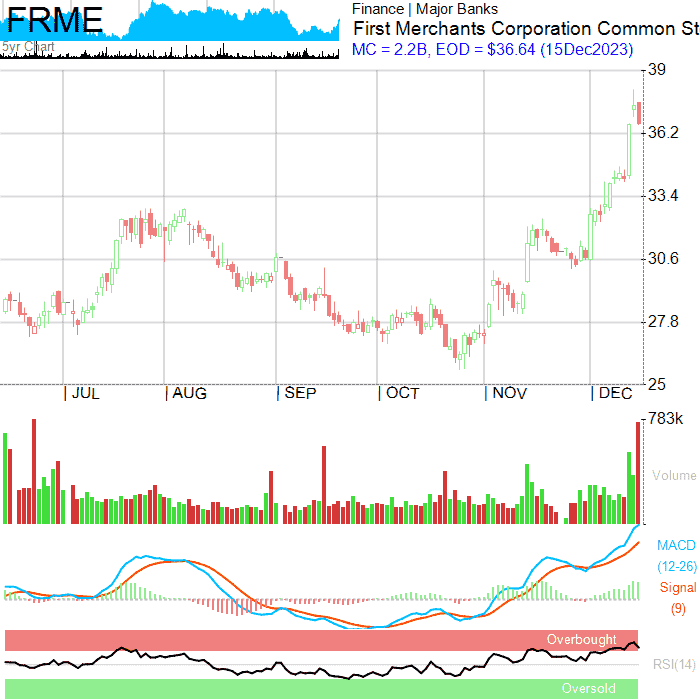 FRME
5yr Chart
Finance | Major Banks
First Merchants Corporation Common St
MC = 2.2B, EOD = $36.64 (15Dec2023)
39
36.2
33.4
30.6
27.8
25
| JUL | AUG | SEP | OCT | NOV | DEC
783k
Volume
MACD
(12-26)
Signal
(9)
Overbought
RSI(14)
Oversold